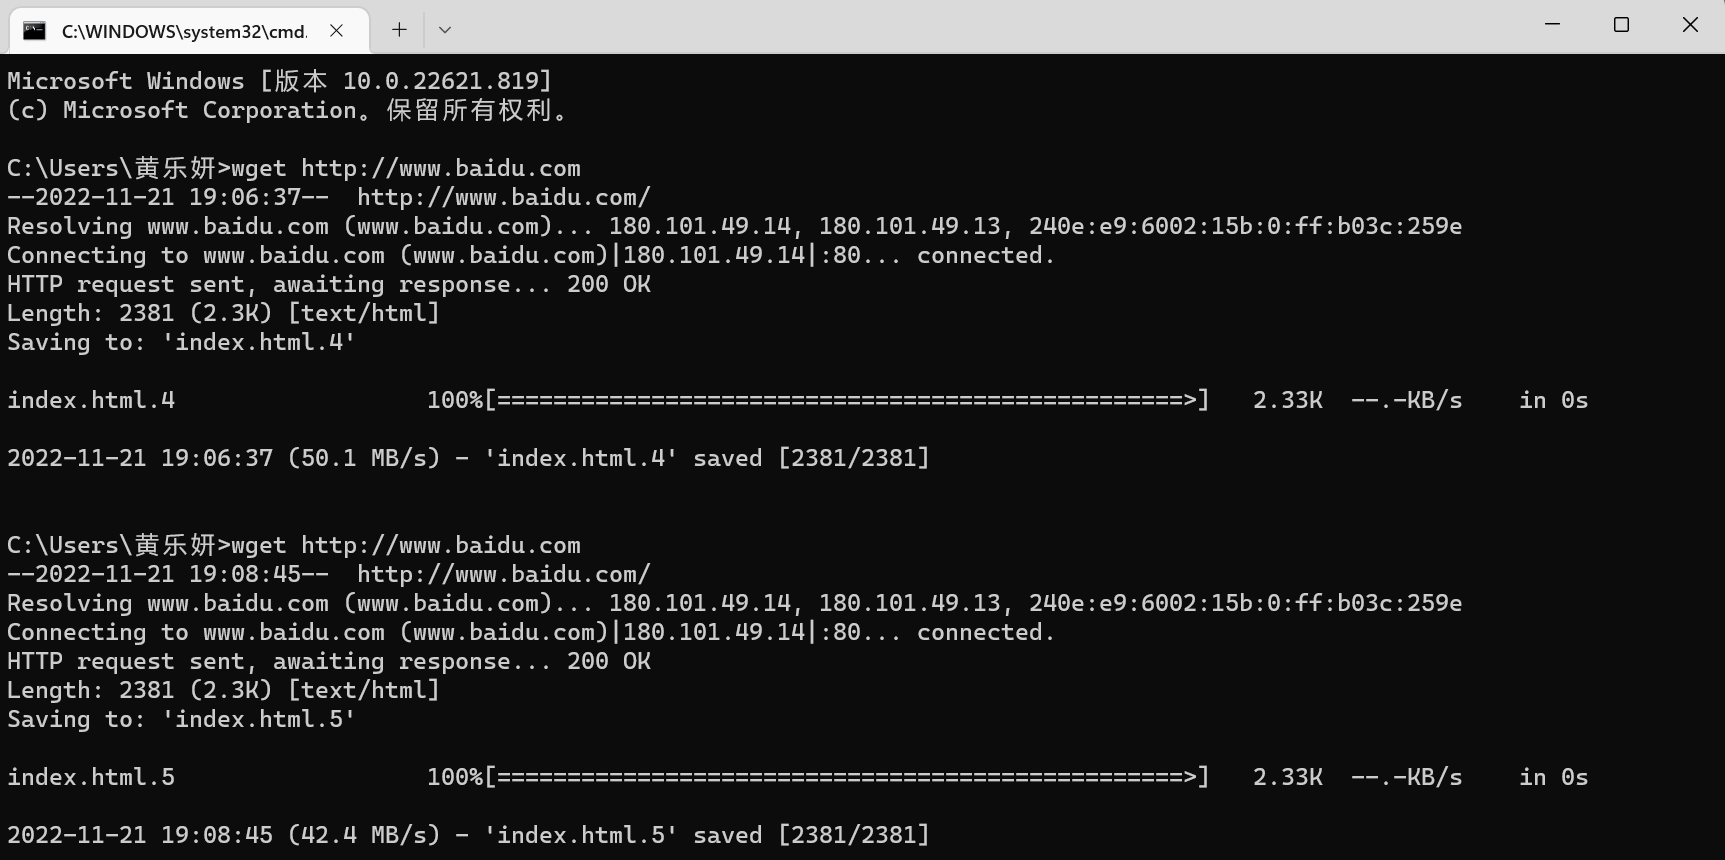 C:\WINDOWS\system32\cmd.
Microsoft Windows [版本 10.0.22621.819]
(c) Microsoft Corporation。保留所有权利。
C:\Users\黄乐妍>wget http://www.baidu.com
--2022-11-21 19:06:37--  http://www.baidu.com/
Resolving www.baidu.com (www.baidu.com)... 180.101.49.14, 180.101.49.13, 240e:e9:6002:15b:0:ff:b03c:259e
Connecting to www.baidu.com (www.baidu.com)|180.101.49.14|:80... connected.
HTTP request sent, awaiting response... 200 OK
Length: 2381 (2.3K) [text/html]
Saving to: 'index.html.4'
index.html.4                  100%[=================================================>]   2.33K  --.-KB/s    in 0s
2022-11-21 19:06:37 (50.1 MB/s) - 'index.html.4' saved [2381/2381]
C:\Users\黄乐妍>wget http://www.baidu.com
--2022-11-21 19:08:45--  http://www.baidu.com/
Resolving www.baidu.com (www.baidu.com)... 180.101.49.14, 180.101.49.13, 240e:e9:6002:15b:0:ff:b03c:259e
Connecting to www.baidu.com (www.baidu.com)|180.101.49.14|:80... connected.
HTTP request sent, awaiting response... 200 OK
Length: 2381 (2.3K) [text/html]
Saving to: 'index.html.5'
index.html.5                  100%[=================================================>]   2.33K  --.-KB/s    in 0s
2022-11-21 19:08:45 (42.4 MB/s) - 'index.html.5' saved [2381/2381]